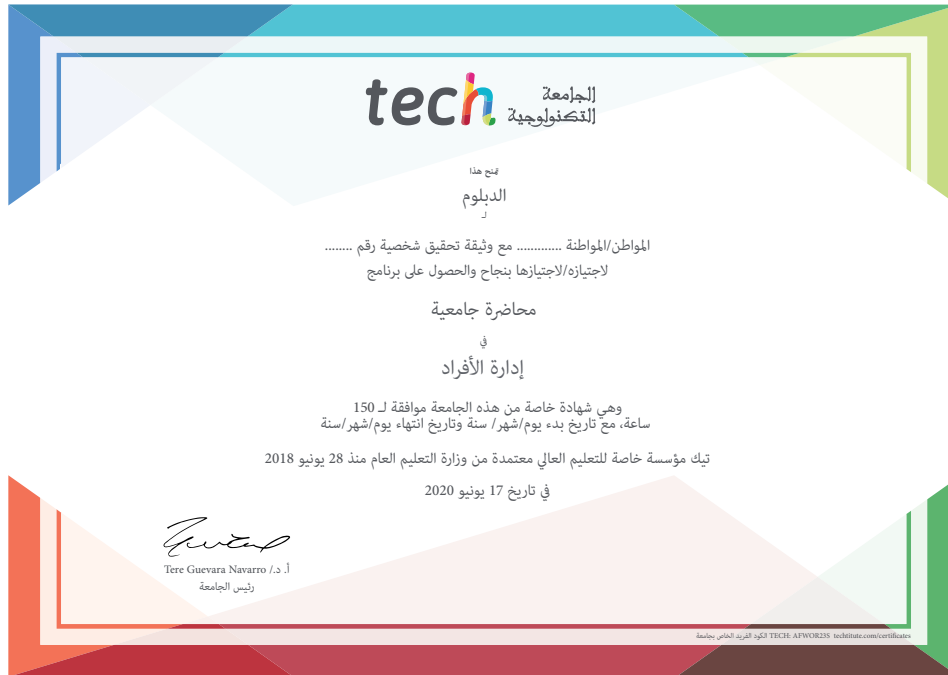 tech الجامعة
التكنولوجية
تمنح هذا
الدبلوم
لـ
المواطن/المواطنة ............. مع وثيقة تحقيق شخصية رقم ........
لاجتيازه/لاجتيازها بنجاح والحصول على برنامج
محاضرة جامعية
في
إدارة الأفراد
وهي شهادة خاصة من هذه الجامعة موافقة لـ 150
ساعة، مع تاريخ بدء يوم/شهر/ سنة وتاريخ انتهاء يوم/شهر/سنة
تيك مؤسسة خاصة للتعليم العالي معتمدة من وزارة التعليم العام منذ 28 يونيو 2018
في تاريخ 17 يونيو 2020
أ. د./ Tere Guevara Navarro
رئيس الجامعة
الكود الفريد الخاص بجامعة TECH: AFWOR23S techtitute.com/certificates